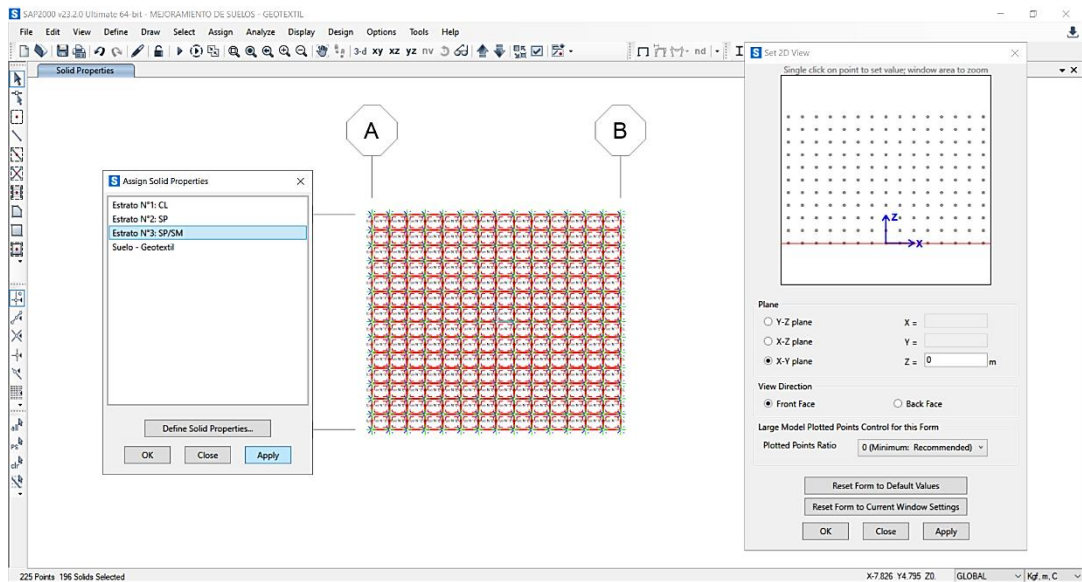 SAP2000 v23.2.0 Ultimate 64-bit - MEJORAMIENTO DE SUELOS - GEOTEXTIL
File Edit View Define Draw Select Assign Analyze Display Design Options Tools Help
3-d xy xz yz nv
nd
Solid Properties
A
B
Assign Solid Properties
Estrato N°1: CL
Estrato N°2: SP
Estrato N°3: SP/SM
Suelo - Geotextil
Define Solid Properties...
OK Close Apply
Set 2D View
Single click on point to set value; window area to zoom
Z
X
Plane
Y-Z plane X =
X-Z plane Y =
X-Y plane Z = 0 m
View Direction
Front Face Back Face
Large Model Plotted Points Control for this Form
Plotted Points Ratio 0 (Minimum: Recommended)
Reset Form to Default Values
Reset Form to Current Window Settings
OK Close Apply
all
PS
clr
225 Points 196 Solids Selected
X-7.826 Y4.795 Z0. GLOBAL Kgf, m, C